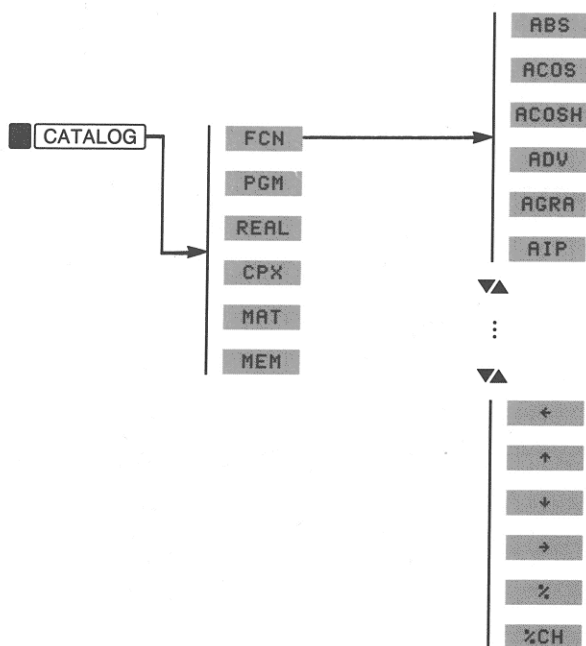 CATALOG
FCN
PGM
REAL
CPX
MAT
MEM
ABS
ACOS
ACOSH
ADV
AGRA
AIP
▼▲
⋮
▼▲
←
↑
↓
→
%
%CH